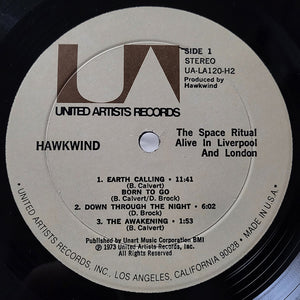 UA
SIDE 1
STEREO
UA-LA120-H2
Produced by
Hawkwind
UNITED ARTISTS RECORDS
HAWKWIND
The Space Ritual
Alive In Liverpool
And London
1. EARTH CALLING • 11:41
(B. Calvert)
BORN TO GO
(B. Calvert/D. Brock)
2. DOWN THROUGH THE NIGHT • 6:02
(D. Brock)
3. THE AWAKENING • 1:53
(B. Calvert)
Published by Unart Music Corporation BMI
℗ 1973 United Artists Records, Inc.
All Rights Reserved
• UNITED ARTISTS RECORDS, INC., LOS ANGELES, CALIFORNIA 90028 • MADE IN U.S.A. •